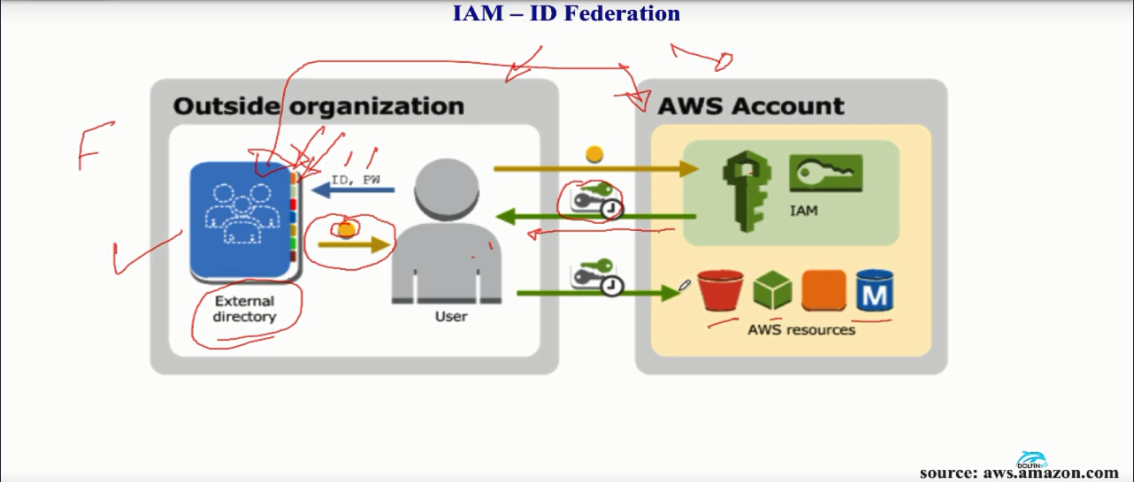 IAM – ID Federation
Outside organization
AWS Account
F
ID, PW
IAM
External
directory
User
M
AWS resources
DOLFIN
source: aws.amazon.com